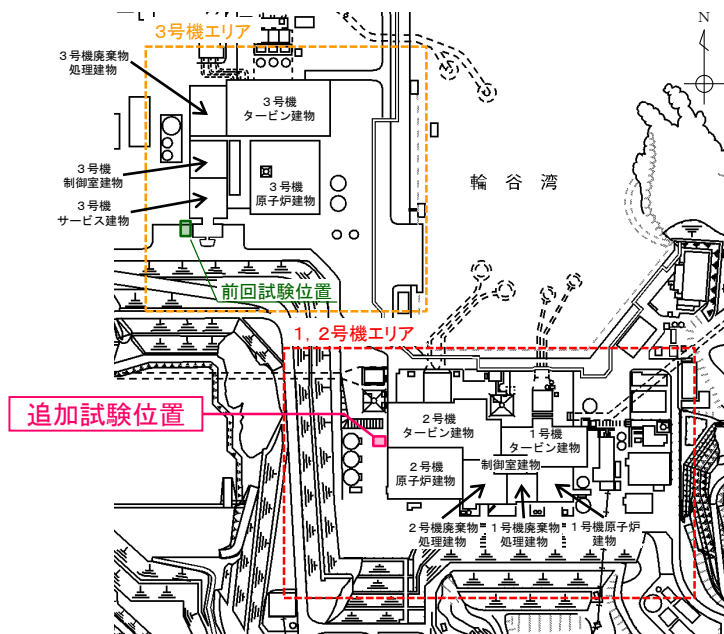 3号機エリア
N
3号機廃棄物
処理建物
3号機
タービン建物
3号機
制御室建物
3号機
原子炉建物
輪谷湾
3号機
サービス建物
前回試験位置
1，2号機エリア
追加試験位置
2号機
タービン建物
1号機
タービン建物
制御室建物
2号機
原子炉建物
2号機廃棄物
処理建物
1号機廃棄物
処理建物
1号機原子炉
建物